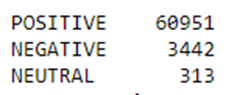 POSITIVE 60951
NEGATIVE 3442
NEUTRAL 313